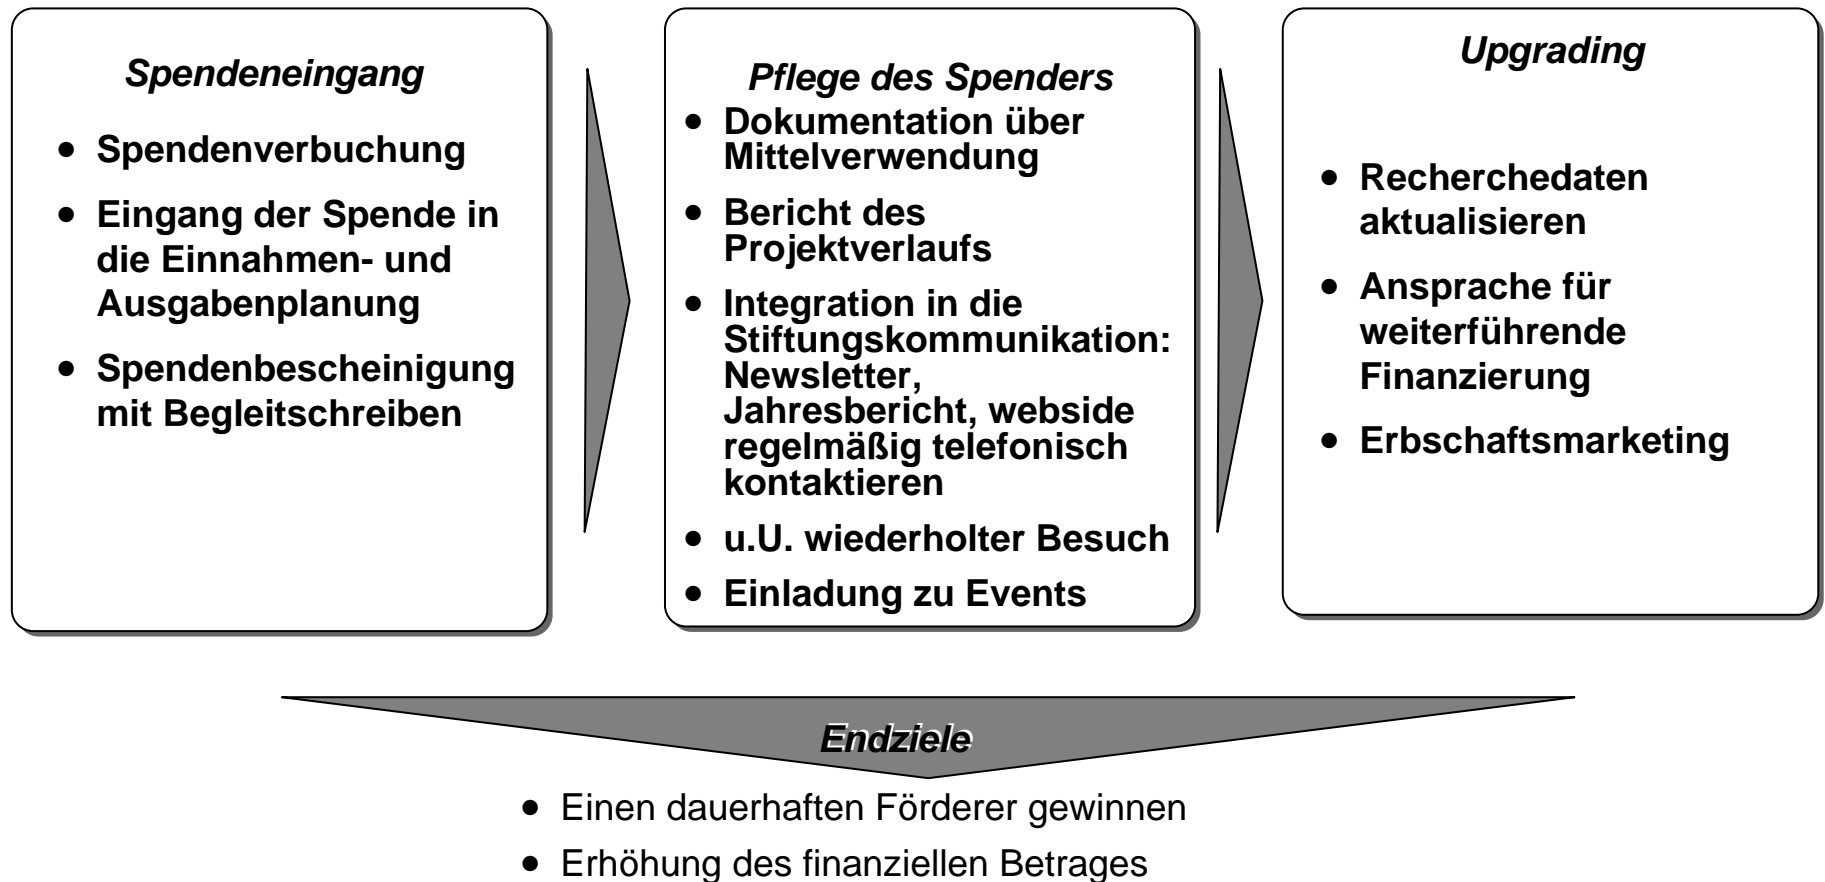 Spendeneingang
• Spendenverbuchung
• Eingang der Spende in
die Einnahmen- und
Ausgabenplanung
• Spendenbescheinigung
mit Begleitschreiben
Pflege des Spenders
• Dokumentation über
Mittelverwendung
• Bericht des
Projektverlaufs
• Integration in die
Stiftungskommunikation:
Newsletter,
Jahresbericht, webside
regelmäßig telefonisch
kontaktieren
• u.U. wiederholter Besuch
• Einladung zu Events
Upgrading
• Recherchedaten
aktualisieren
• Ansprache für
weiterführende
Finanzierung
• Erbschaftsmarketing
Endziele
• Einen dauerhaften Förderer gewinnen
• Erhöhung des finanziellen Betrages